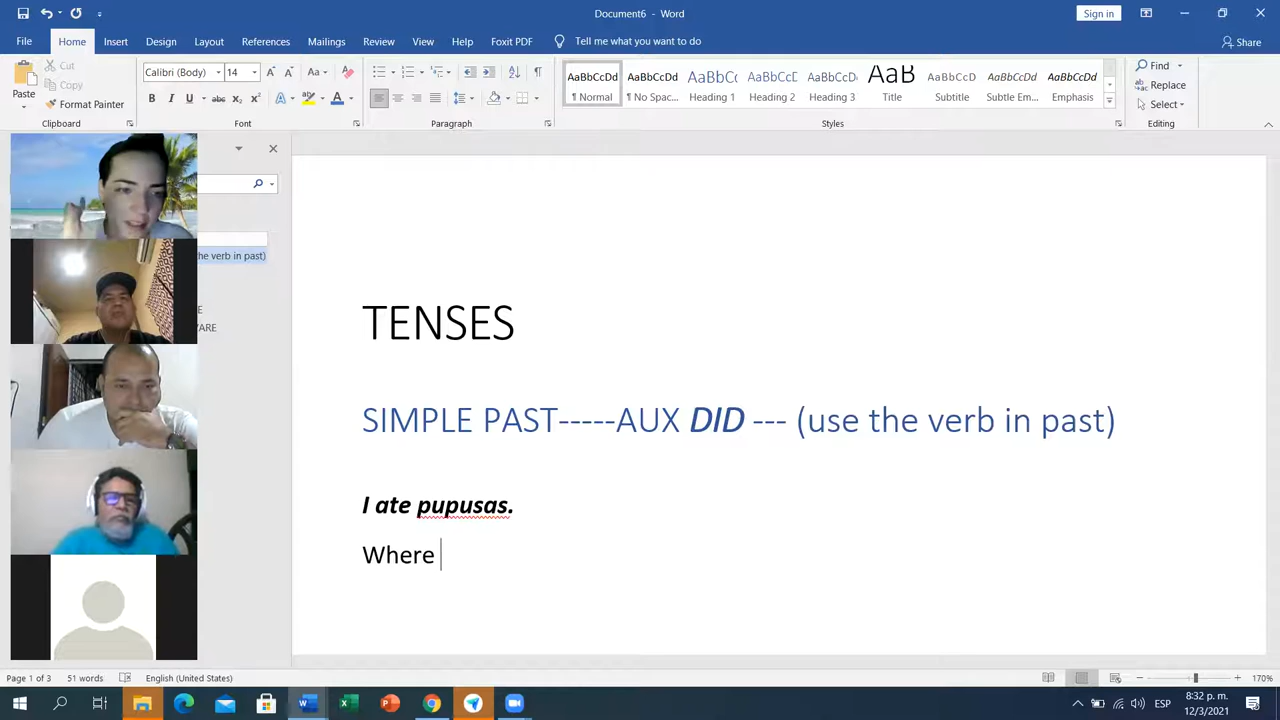 Document6 - Word
Sign in
File Home Insert Design Layout References Mailings Review View Help Foxit PDF Tell me what you want to do Share
Paste
Cut
Copy
Format Painter
Calibri (Body) 14
Find
Replace
Select
AaBbCcDd AaBbCcDd AaBbCc AaBbCcD AaBbCcD AaB AaBbCcD AaBbCcDd AaBbCcDd
¶ Normal ¶ No Spac... Heading 1 Heading 2 Heading 3 Title Subtitle Subtle Em... Emphasis
Clipboard Font Paragraph Styles Editing
the verb in past)
WARE
TENSES
SIMPLE PAST-----AUX DID --- (use the verb in past)
I ate pupusas.
Where
Page 1 of 3 51 words English (United States) 170%
ESP
8:32 p. m.
12/3/2021